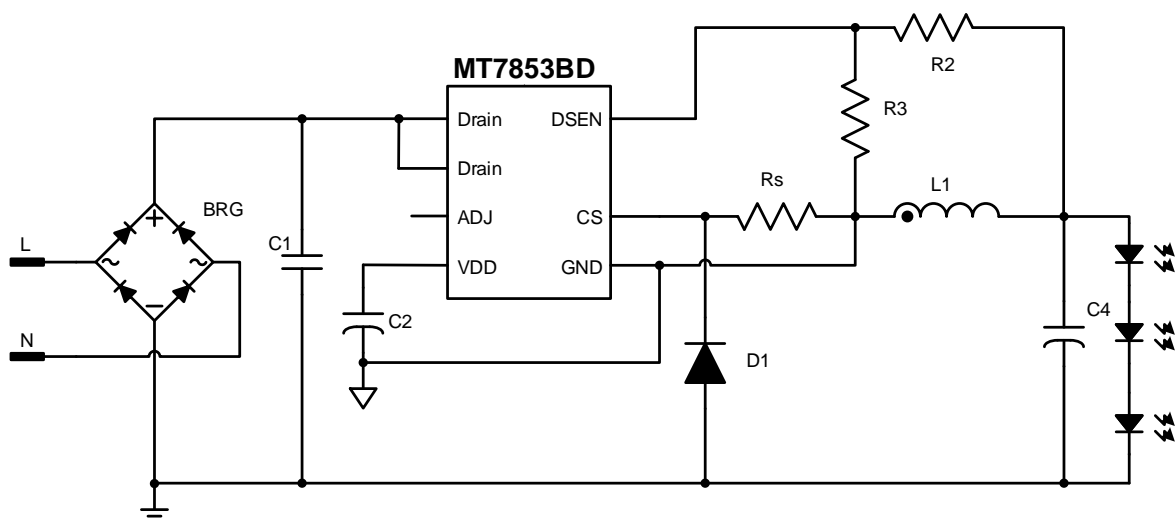 MT7853BD
Drain
DSEN
Drain
ADJ
CS
VDD
GND
R2
R3
Rs
L1
BRG
L
N
C1
C2
D1
C4
+
~
~
−